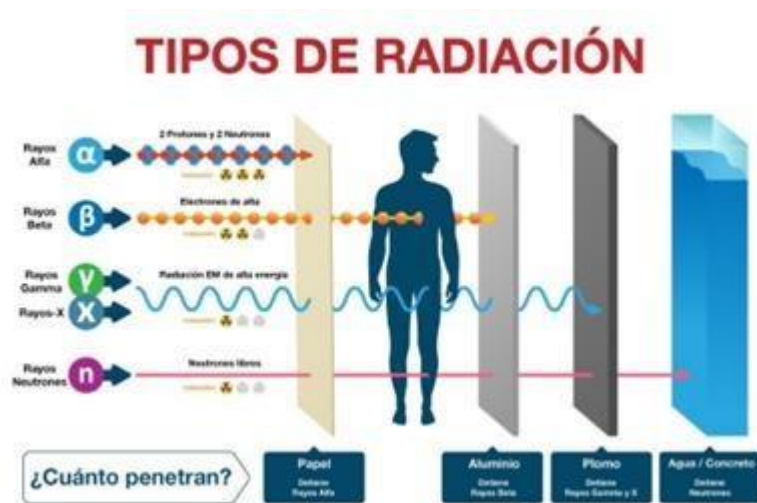 TIPOS DE RADIACIÓN
Rayos
Alfa
α
2 Protones y 2 Neutrones
Rayos
Beta
β
Electrones de alta
Rayos
Gamma
γ
Radiación EM de alta energía
Rayos-X
X
Rayos
Neutrones
n
Neutrones libres
¿Cuánto penetran?
Papel
Detiene
Rayos Alfa
Aluminio
Detiene
Rayos Beta
Plomo
Detiene
Rayos Gamma y X
Agua / Concreto
Detiene
Neutrones